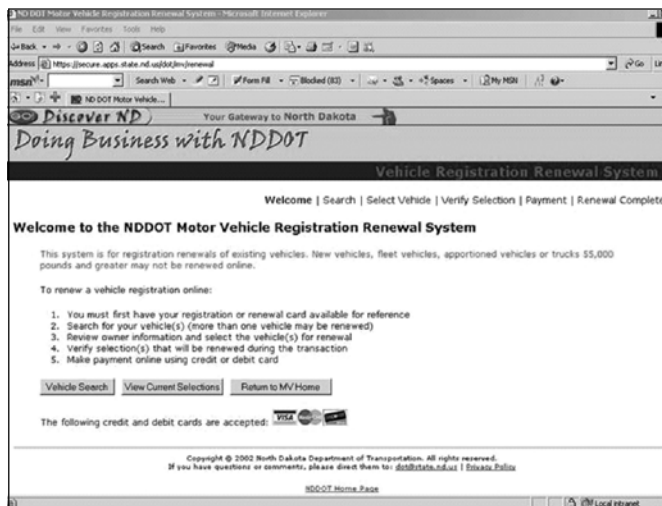 ND DOT Motor Vehicle Registration Renewal System - Microsoft Internet Explorer
File Edit View Favorites Tools Help
Back Search Favorites Media
Address https://secure.apps.state.nd.us/dot/mv/renewal Go
msn Search Web Form Fill Blocked (83) Spaces My MSN
ND DOT Motor Vehicle...
Discover ND Your Gateway to North Dakota
Doing Business with NDDOT
Vehicle Registration Renewal System
Welcome | Search | Select Vehicle | Verify Selection | Payment | Renewal Complete
Welcome to the NDDOT Motor Vehicle Registration Renewal System
This system is for registration renewals of existing vehicles. New vehicles, fleet vehicles, apportioned vehicles or trucks 55,000
pounds and greater may not be renewed online.
To renew a vehicle registration online:
1. You must first have your registration or renewal card available for reference
2. Search for your vehicle(s) (more than one vehicle may be renewed)
3. Review owner information and select the vehicle(s) for renewal
4. Verify selection(s) that will be renewed during the transaction
5. Make payment online using credit or debit card
Vehicle Search View Current Selections Return to MV Home
The following credit and debit cards are accepted: VISA
Copyright © 2002 North Dakota Department of Transportation. All rights reserved.
If you have questions or comments, please direct them to: dot@state.nd.us | Privacy Policy
NDDOT Home Page
Local intranet